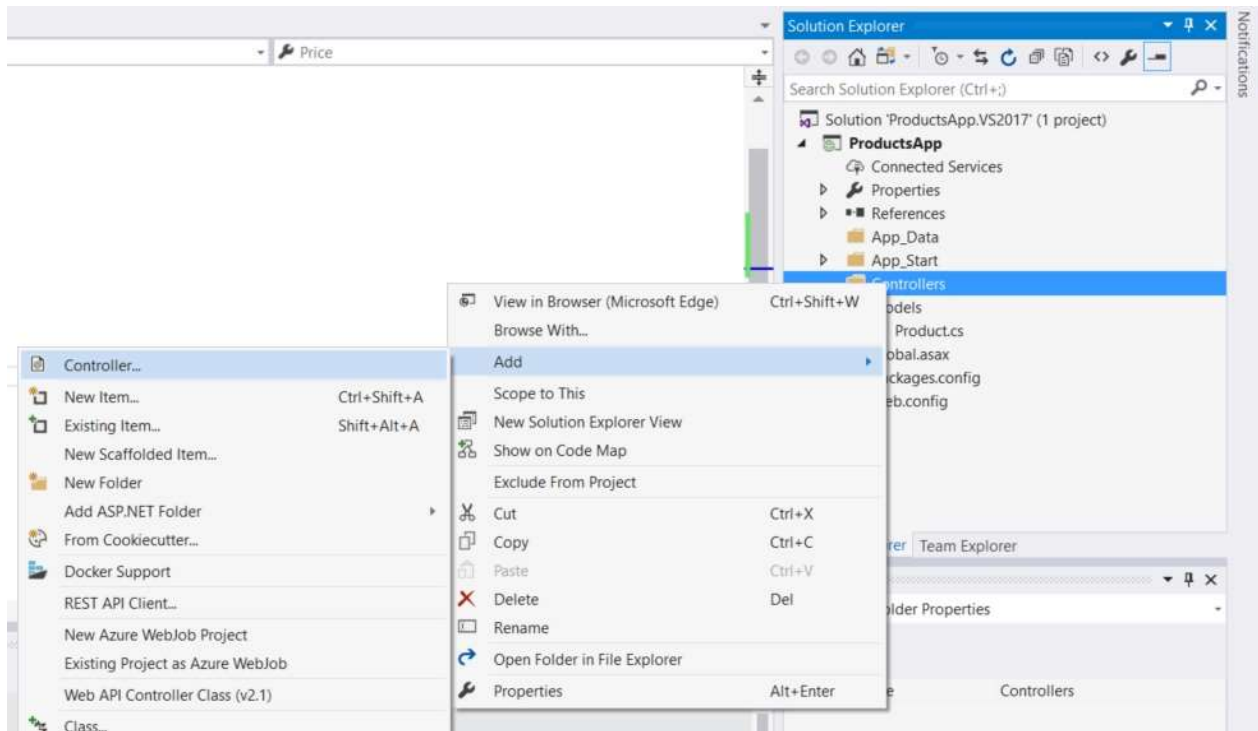 Price
Solution Explorer
Search Solution Explorer (Ctrl+;)
Solution 'ProductsApp.VS2017' (1 project)
ProductsApp
Connected Services
Properties
References
App_Data
App_Start
Controllers
odels
Product.cs
obal.asax
ckages.config
eb.config
rer Team Explorer
lder Properties
e Controllers
Notifications
View in Browser (Microsoft Edge) Ctrl+Shift+W
Browse With...
Add
Scope to This
New Solution Explorer View
Show on Code Map
Exclude From Project
Cut Ctrl+X
Copy Ctrl+C
Paste Ctrl+V
Delete Del
Rename
Open Folder in File Explorer
Properties Alt+Enter
Controller...
New Item... Ctrl+Shift+A
Existing Item... Shift+Alt+A
New Scaffolded Item...
New Folder
Add ASP.NET Folder
From Cookiecutter...
Docker Support
REST API Client...
New Azure WebJob Project
Existing Project as Azure WebJob
Web API Controller Class (v2.1)
Class...